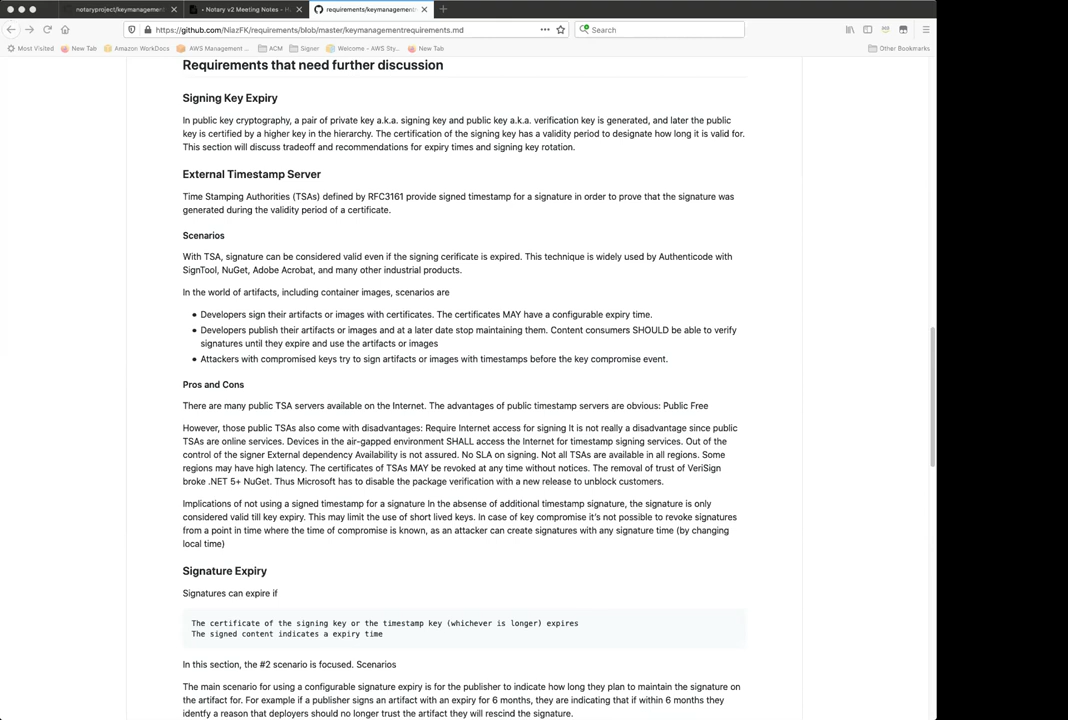 notaryproject/keymanagement
• Notary v2 Meeting Notes - H
requirements/keymanagement
https://github.com/NiazFK/requirements/blob/master/keymanagementrequirements.md
Search
Most Visited
New Tab
Amazon WorkDocs
AWS Management ...
ACM
Signer
Welcome - AWS Sty...
New Tab
Other Bookmarks
Requirements that need further discussion
Signing Key Expiry
In public key cryptography, a pair of private key a.k.a. signing key and public key a.k.a. verification key is generated, and later the public
key is certified by a higher key in the hierarchy. The certification of the signing key has a validity period to designate how long it is valid for.
This section will discuss tradeoff and recommendations for expiry times and signing key rotation.
External Timestamp Server
Time Stamping Authorities (TSAs) defined by RFC3161 provide signed timestamp for a signature in order to prove that the signature was
generated during the validity period of a certificate.
Scenarios
With TSA, signature can be considered valid even if the signing cerificate is expired. This technique is widely used by Authenticode with
SignTool, NuGet, Adobe Acrobat, and many other industrial products.
In the world of artifacts, including container images, scenarios are
• Developers sign their artifacts or images with certificates. The certificates MAY have a configurable expiry time.
• Developers publish their artifacts or images and at a later date stop maintaining them. Content consumers SHOULD be able to verify
signatures until they expire and use the artifacts or images
• Attackers with compromised keys try to sign artifacts or images with timestamps before the key compromise event.
Pros and Cons
There are many public TSA servers available on the Internet. The advantages of public timestamp servers are obvious: Public Free
However, those public TSAs also come with disadvantages: Require Internet access for signing It is not really a disadvantage since public
TSAs are online services. Devices in the air-gapped environment SHALL access the Internet for timestamp signing services. Out of the
control of the signer External dependency Availability is not assured. No SLA on signing. Not all TSAs are available in all regions. Some
regions may have high latency. The certificates of TSAs MAY be revoked at any time without notices. The removal of trust of VeriSign
broke .NET 5+ NuGet. Thus Microsoft has to disable the package verification with a new release to unblock customers.
Implications of not using a signed timestamp for a signature In the absence of additional timestamp signature, the signature is only
considered valid till key expiry. This may limit the use of short lived keys. In case of key compromise it's not possible to revoke signatures
from a point in time where the time of compromise is known, as an attacker can create signatures with any signature time (by changing
local time)
Signature Expiry
Signatures can expire if
The certificate of the signing key or the timestamp key (whichever is longer) expires
The signed content indicates a expiry time
In this section, the #2 scenario is focused. Scenarios
The main scenario for using a configurable signature expiry is for the publisher to indicate how long they plan to maintain the signature on
the artifact for. For example if a publisher signs an artifact with an expiry for 6 months, they are indicating that if within 6 months they
identfy a reason that deployers should no longer trust the artifact they will rescind the signature.